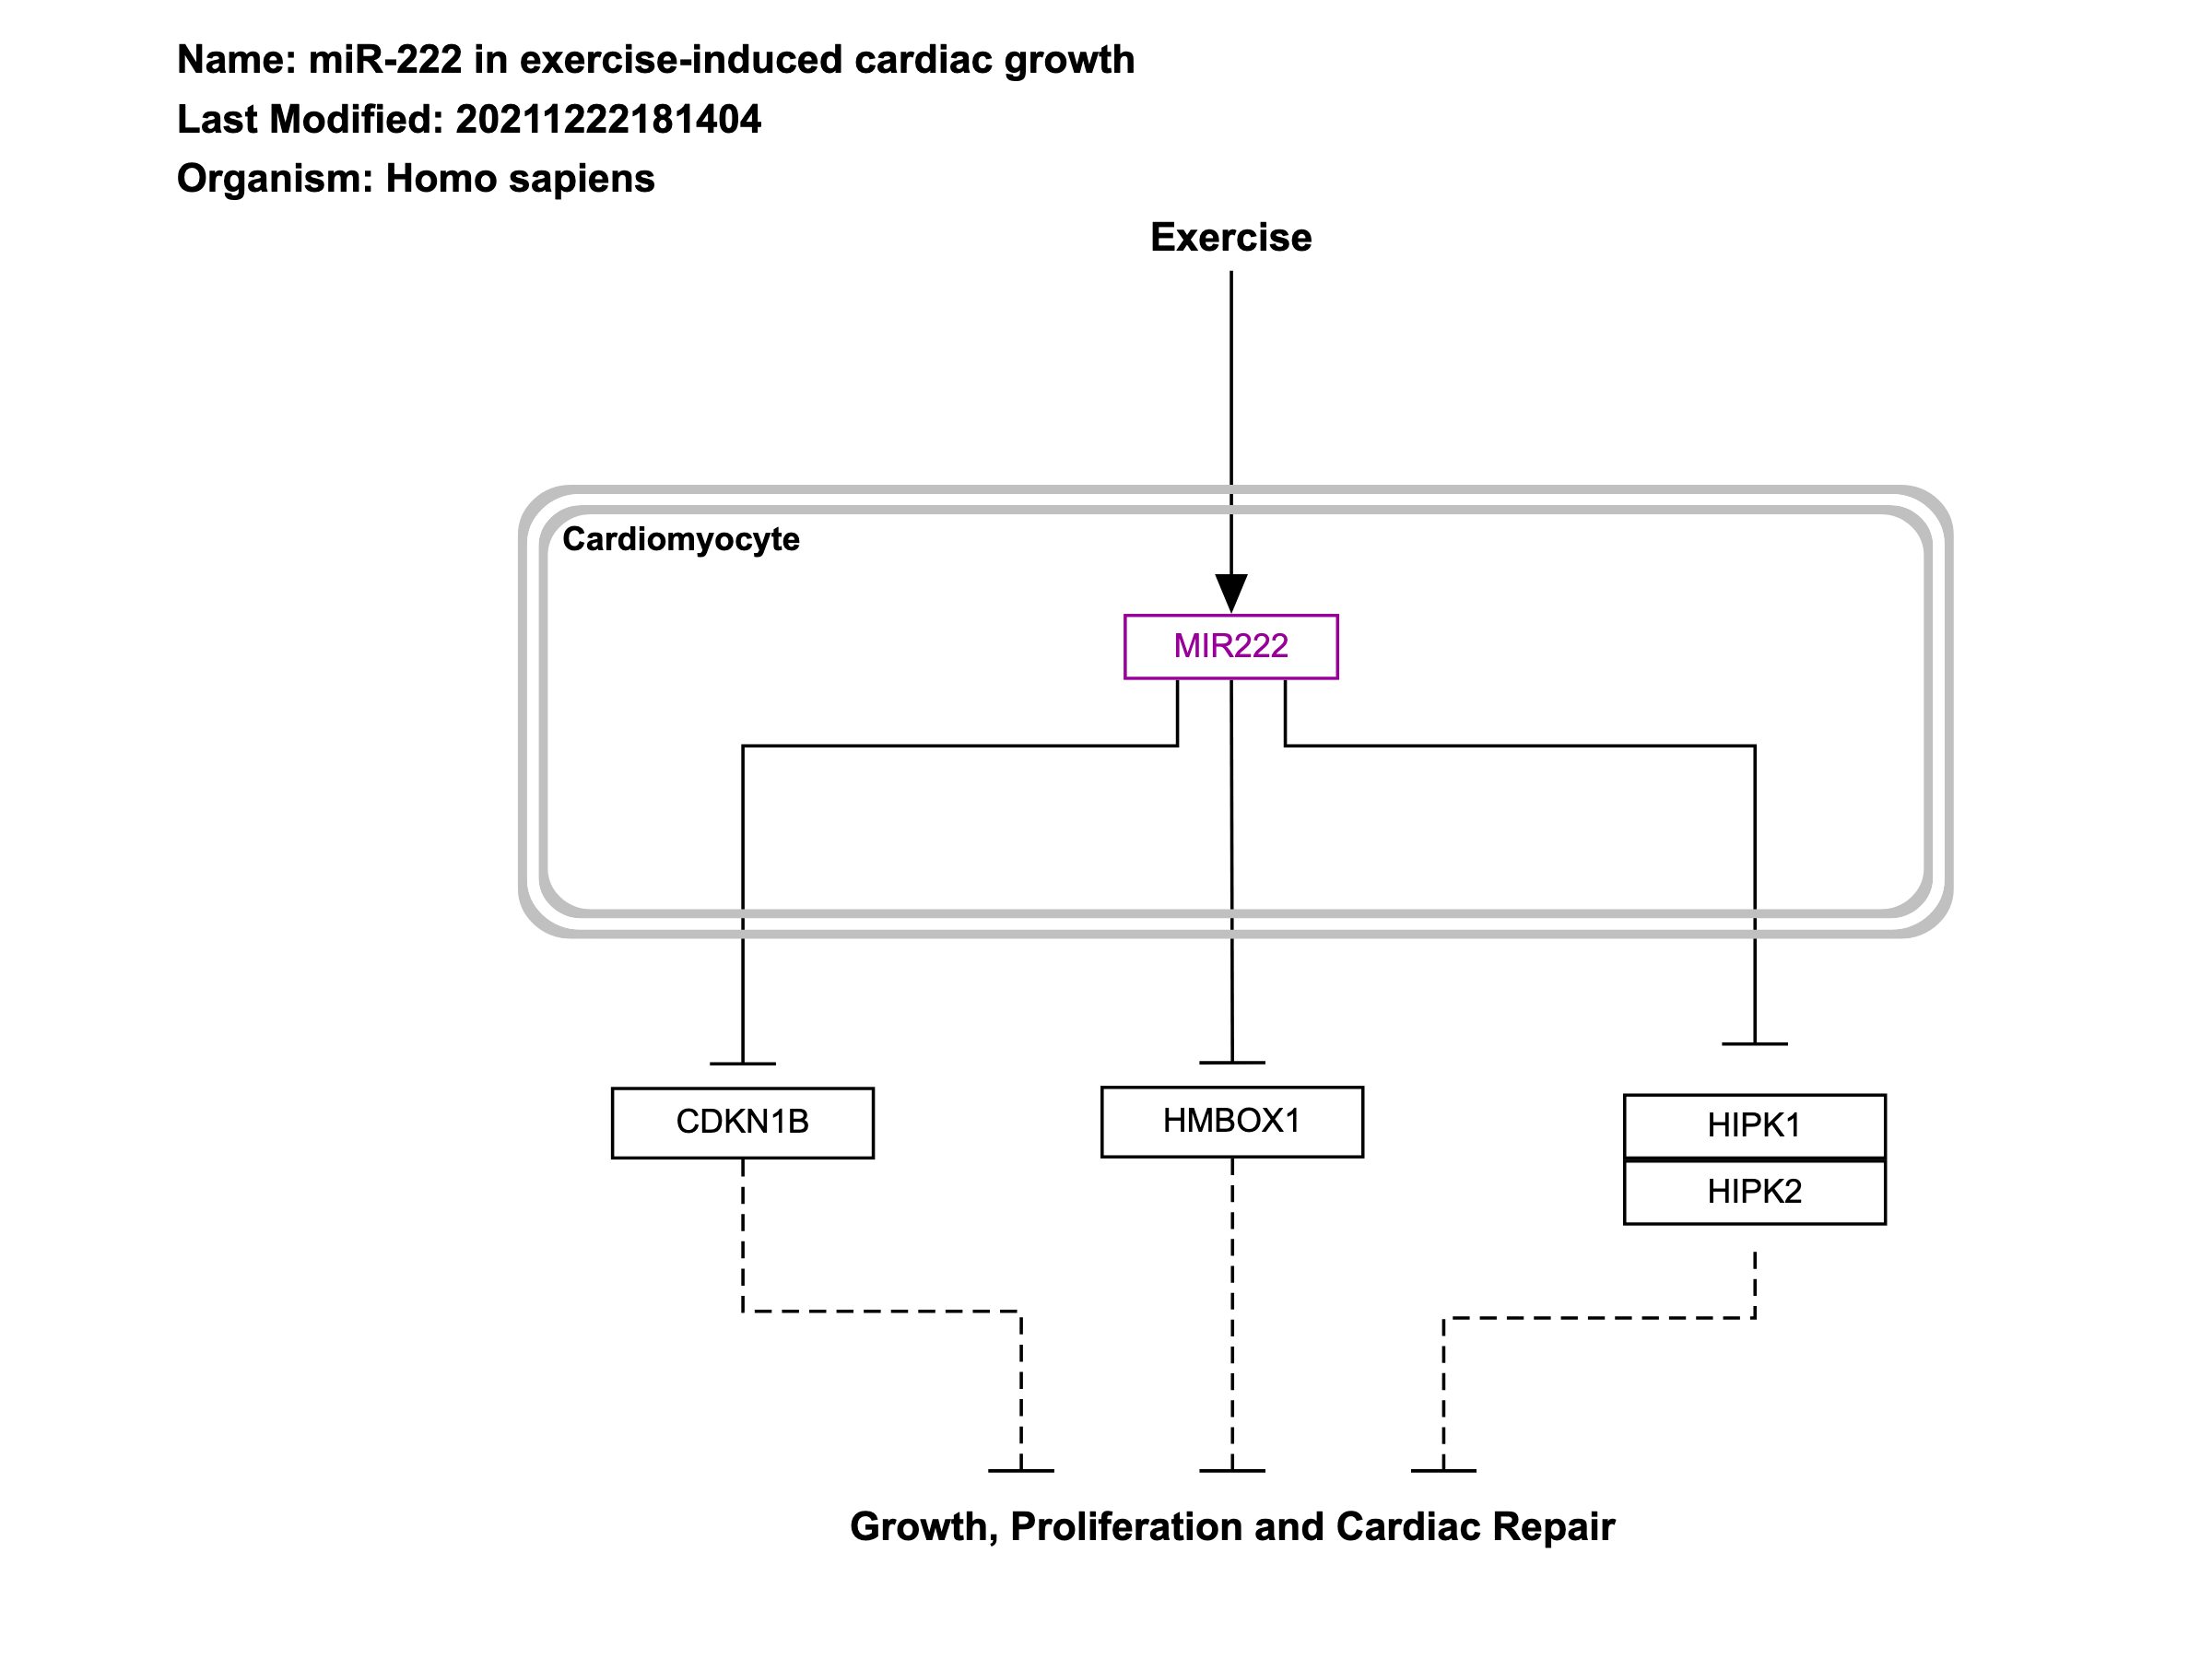 Name: miR-222 in exercise-induced cardiac growth
Last Modified: 20211222181404
Organism: Homo sapiens
Exercise
Cardiomyocyte
MIR222
CDKN1B
HMBOX1
HIPK1
HIPK2
Growth, Proliferation and Cardiac Repair